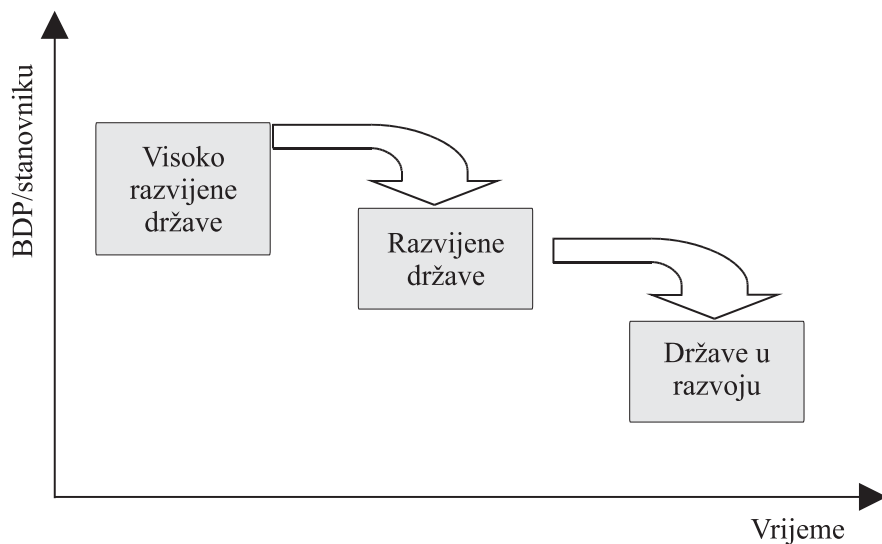 BDP/stanovniku
Visoko
razvijene
države
Razvijene
države
Države u
razvoju
Vrijeme